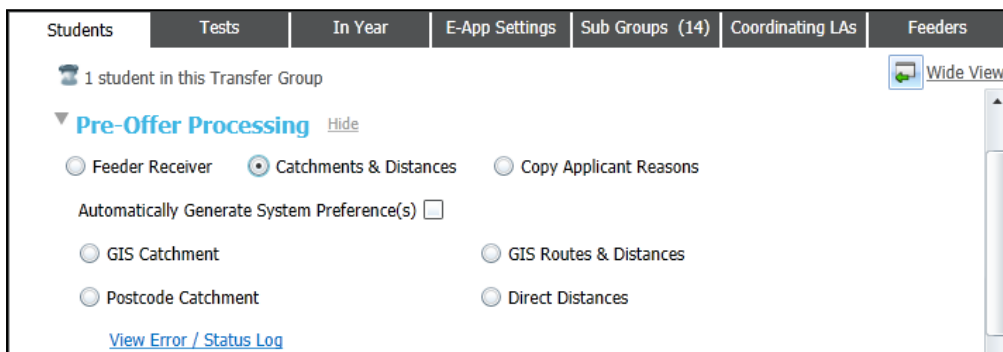 Students Tests In Year E-App Settings Sub Groups (14) Coordinating LAs Feeders
1 student in this Transfer Group Wide View
Pre-Offer Processing Hide
Feeder Receiver Catchments & Distances Copy Applicant Reasons
Automatically Generate System Preference(s)
GIS Catchment GIS Routes & Distances
Postcode Catchment Direct Distances
View Error / Status Log